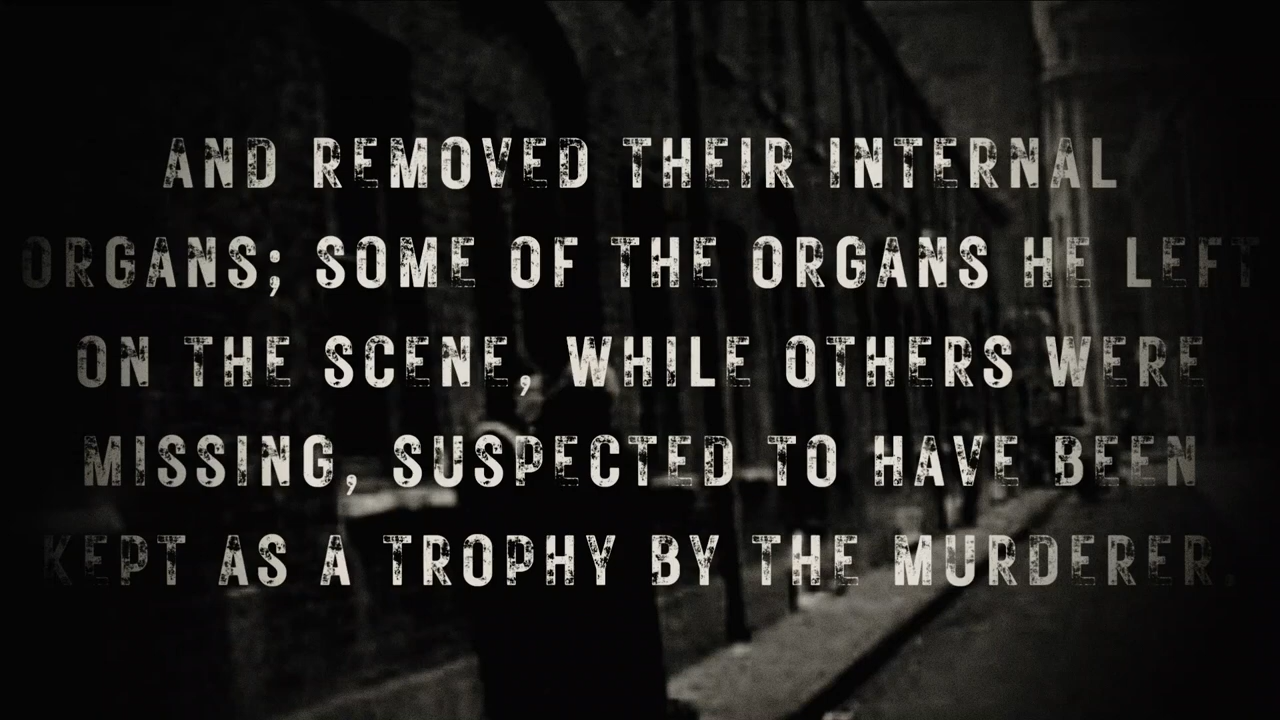 AND REMOVED THEIR INTERNAL
ORGANS; SOME OF THE ORGANS HE LEFT
ON THE SCENE, WHILE OTHERS WERE
MISSING, SUSPECTED TO HAVE BEEN
KEPT AS A TROPHY BY THE MURDERER.